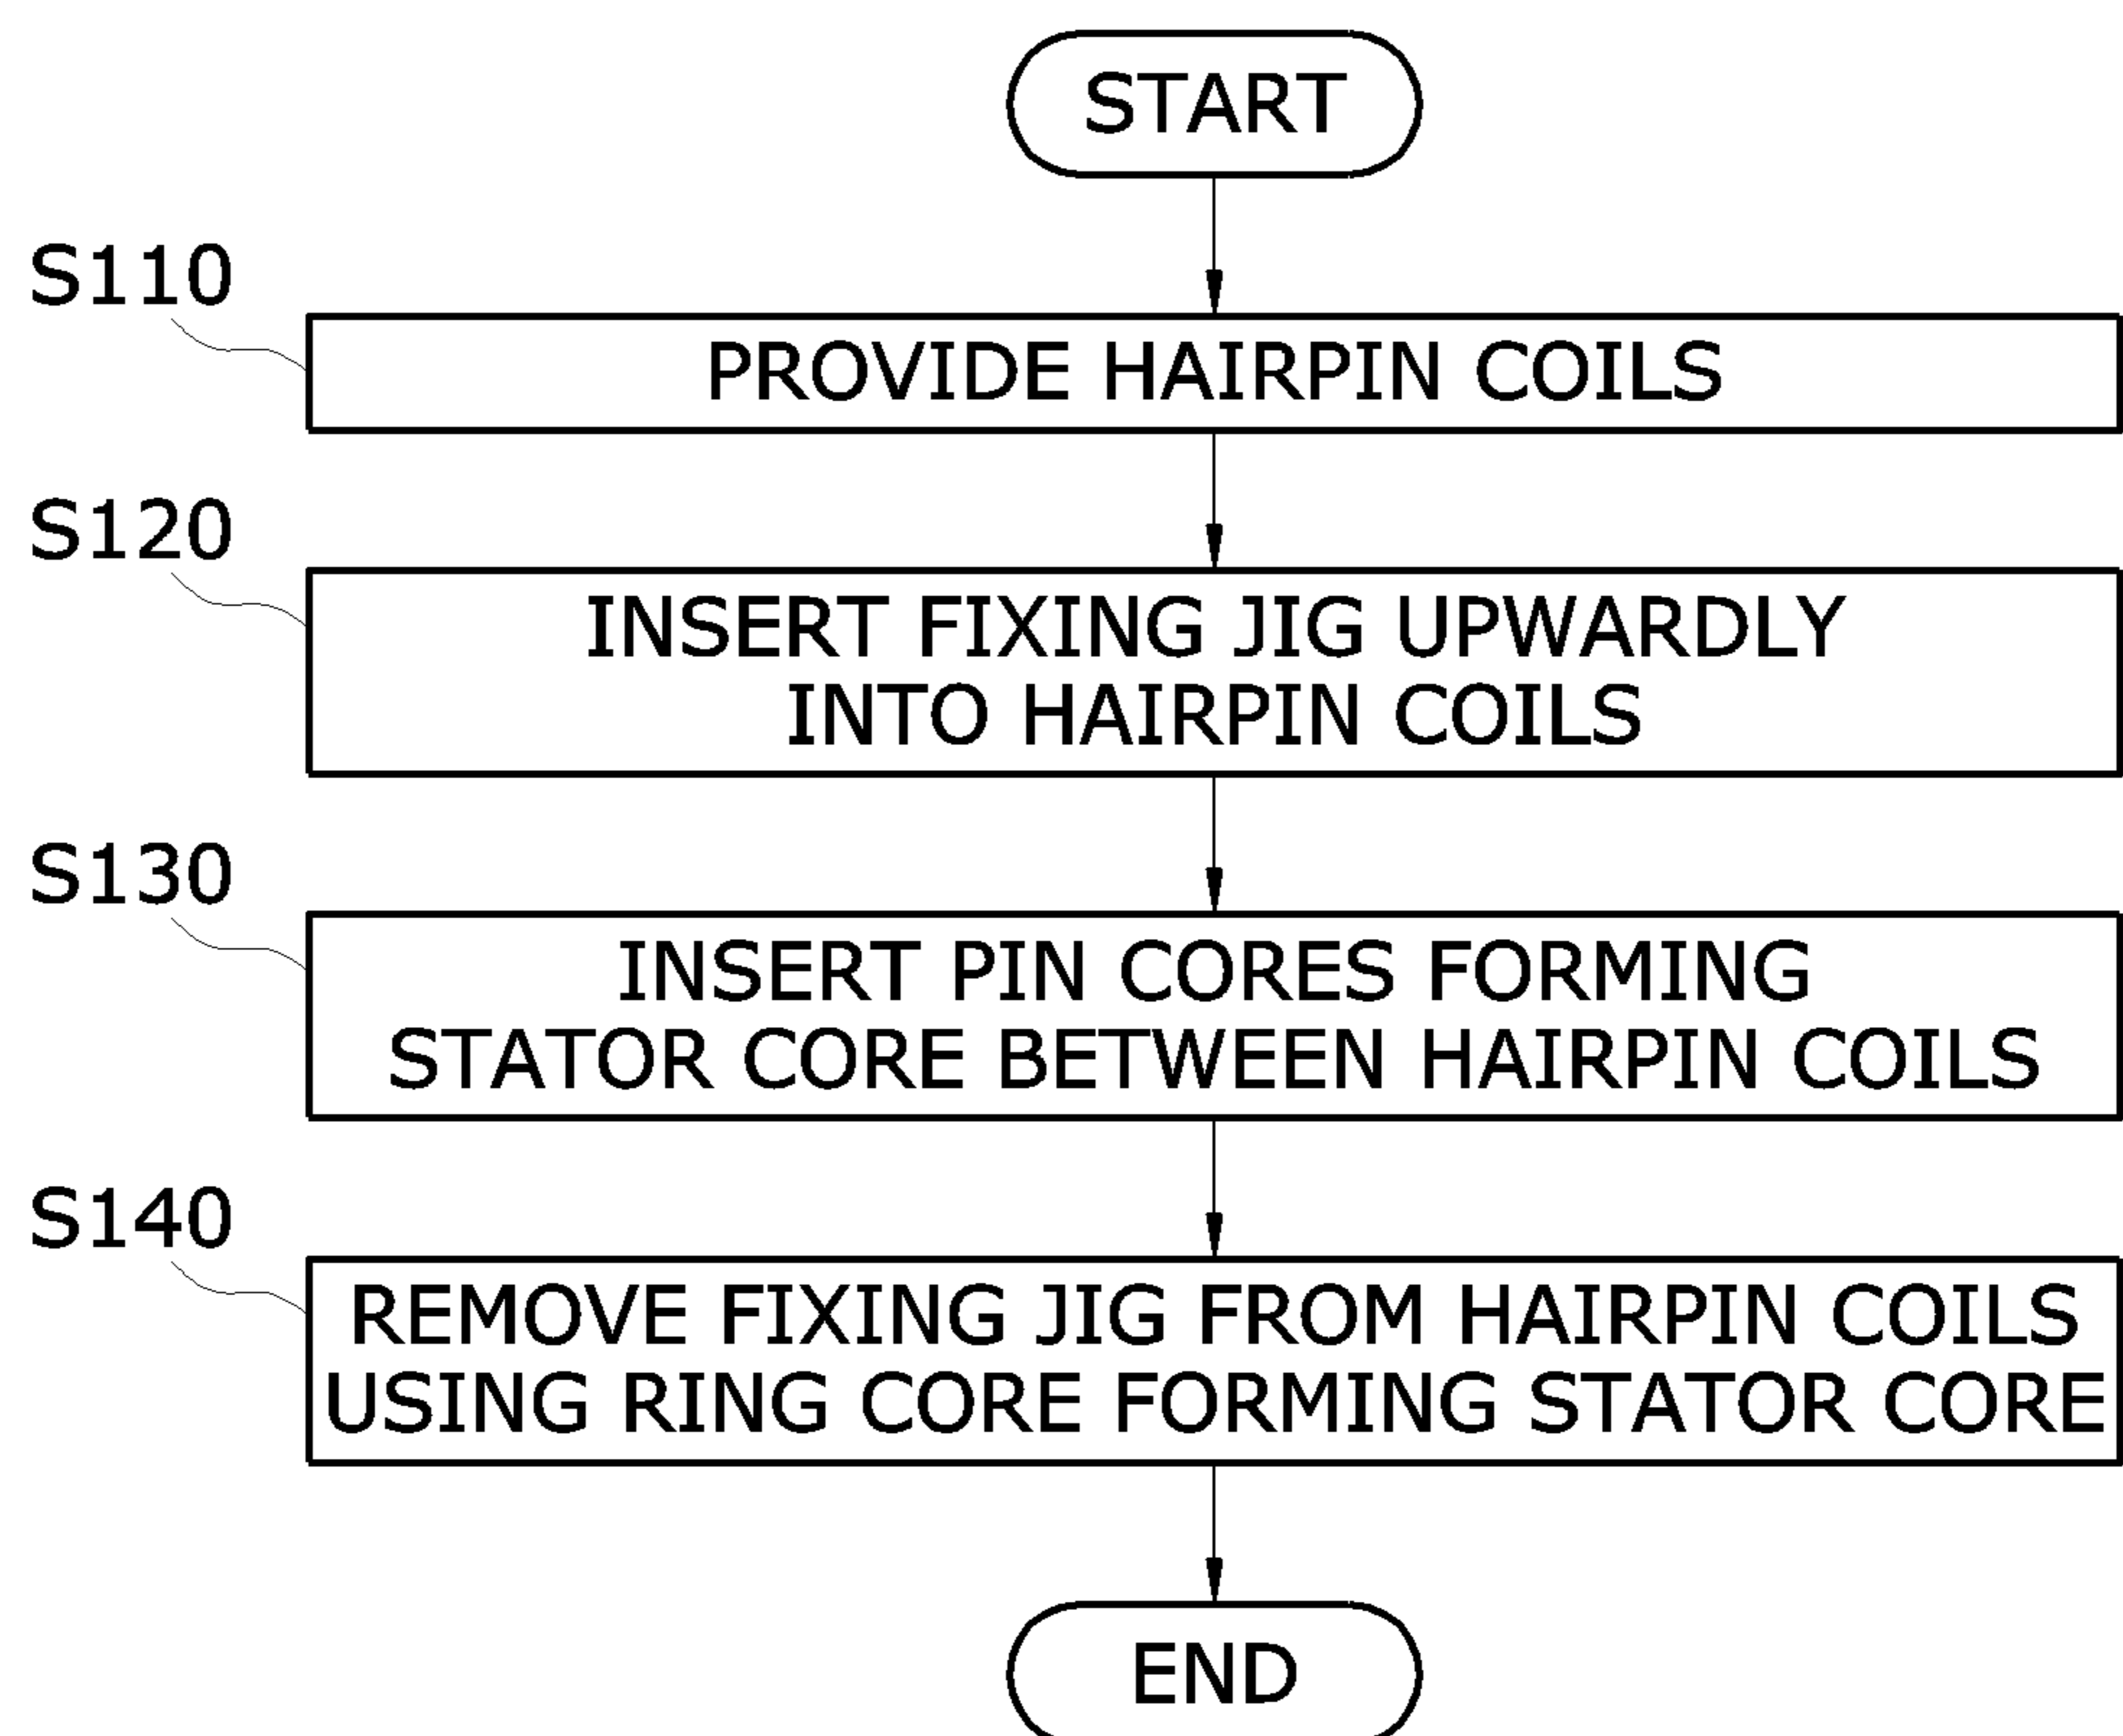 START
S110
PROVIDE HAIRPIN COILS
S120
INSERT FIXING JIG UPWARDLY
INTO HAIRPIN COILS
S130
INSERT PIN CORES FORMING
STATOR CORE BETWEEN HAIRPIN COILS
S140
REMOVE FIXING JIG FROM HAIRPIN COILS
USING RING CORE FORMING STATOR CORE
END